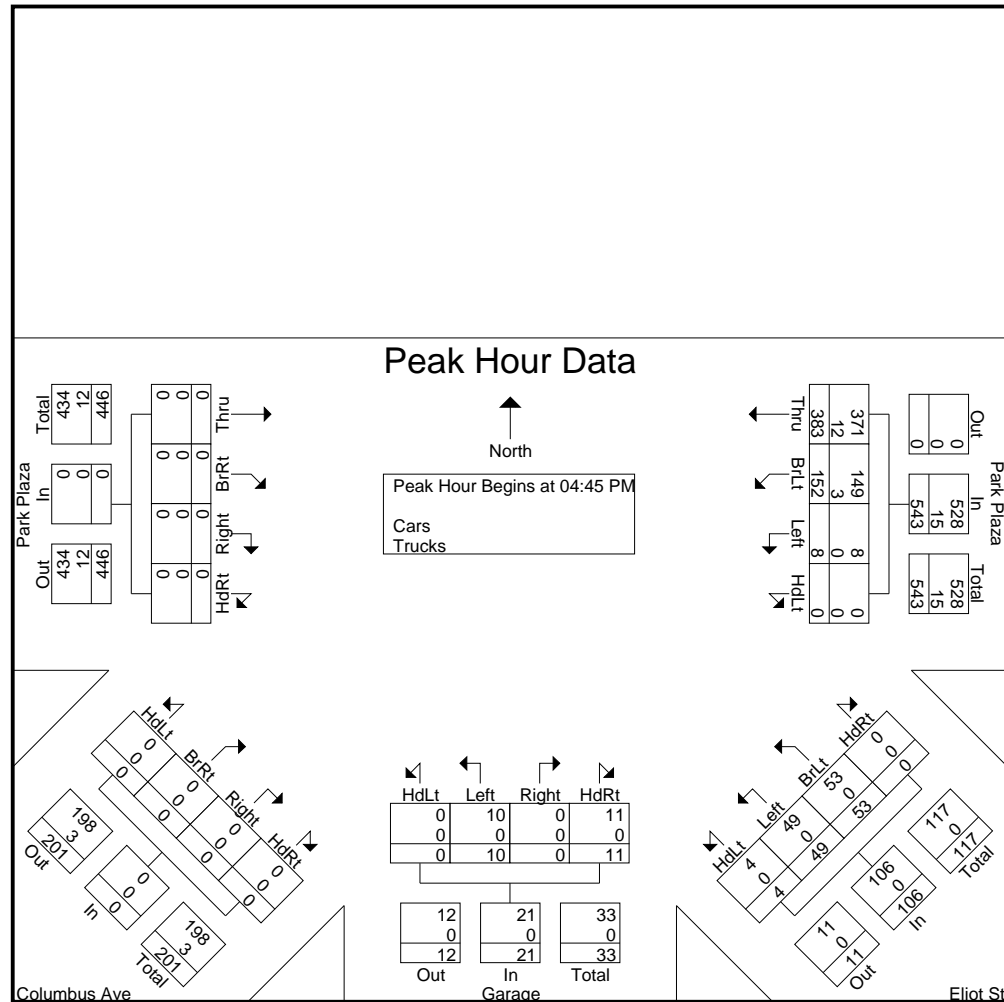 Peak Hour Data
North
Peak Hour Begins at 04:45 PM
Cars
Trucks
Park Plaza
Out In Total
434 0 434
12 0 12
446 0 446
0 0 0 0
0 0 0 0
0 0 0 0
HdRt Right BrRt Thru
Park Plaza
Out In Total
0 528 528
0 15 15
0 543 543
371 149 8 0
12 3 0 0
383 152 8 0
Thru BrLt Left HdLt
HdLt BrRt Right HdRt
0 0 0 0
0 0 0 0
0 0 0 0
198 0 198
3 0 3
201 0 201
Out In Total
Columbus Ave
HdLt Left Right HdRt
0 10 0 11
0 0 0 0
0 10 0 11
12 21 33
0 0 0
12 21 33
Out In Total
Garage
HdLt Left BrLt HdRt
4 49 53 0
0 0 0 0
4 49 53 0
11 106 117
0 0 0
11 106 117
Out In Total
Eliot St